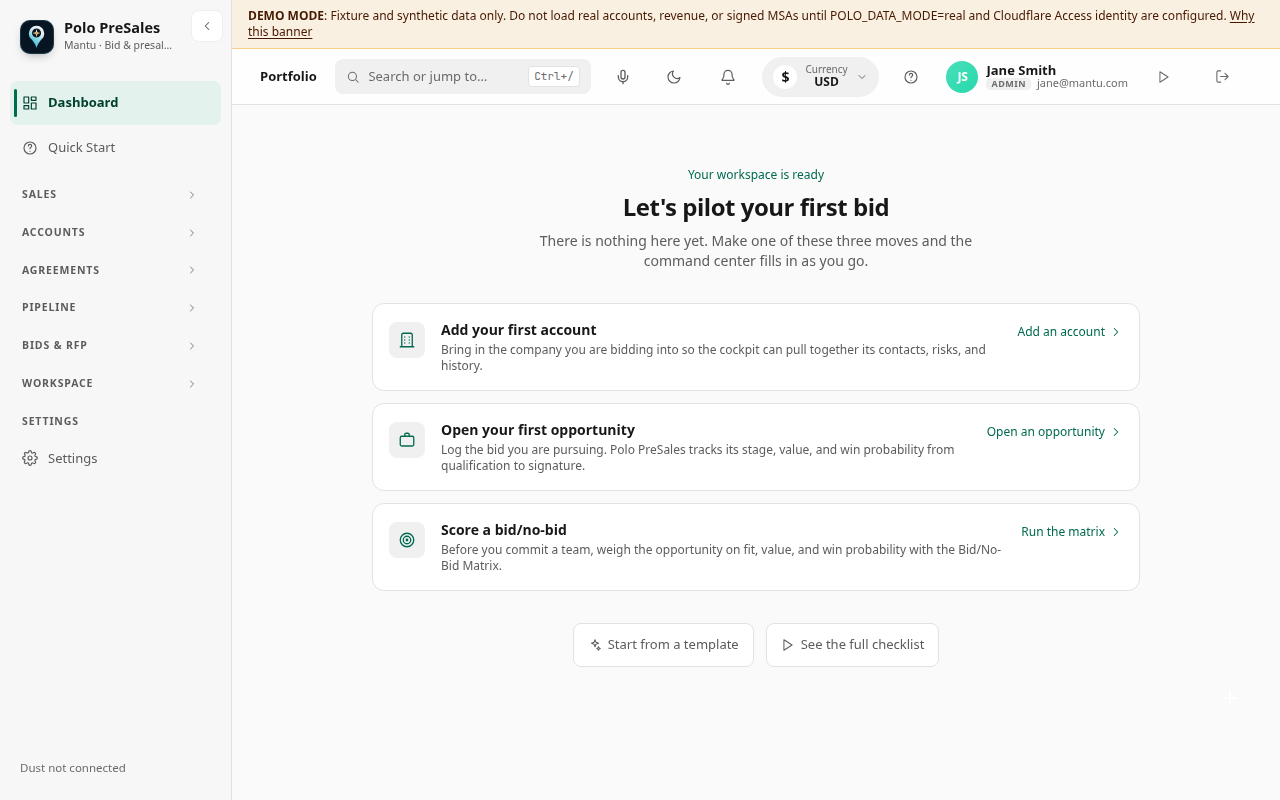 Polo PreSales
Mantu · Bid & presal...
Dashboard
Quick Start
SALES
ACCOUNTS
AGREEMENTS
PIPELINE
BIDS & RFP
WORKSPACE
SETTINGS
Settings
Dust not connected
DEMO MODE: Fixture and synthetic data only. Do not load real accounts, revenue, or signed MSAs until POLO_DATA_MODE=real and Cloudflare Access identity are configured. Why
this banner
Portfolio
Search or jump to...
Ctrl+/
$
Currency
USD
JS
Jane Smith
ADMIN jane@mantu.com
Your workspace is ready
Let's pilot your first bid
There is nothing here yet. Make one of these three moves and the
command center fills in as you go.
Add your first account
Bring in the company you are bidding into so the cockpit can pull together its contacts, risks, and
history.
Add an account
Open your first opportunity
Log the bid you are pursuing. Polo PreSales tracks its stage, value, and win probability from
qualification to signature.
Open an opportunity
Score a bid/no-bid
Before you commit a team, weigh the opportunity on fit, value, and win probability with the Bid/No-
Bid Matrix.
Run the matrix
Start from a template
See the full checklist